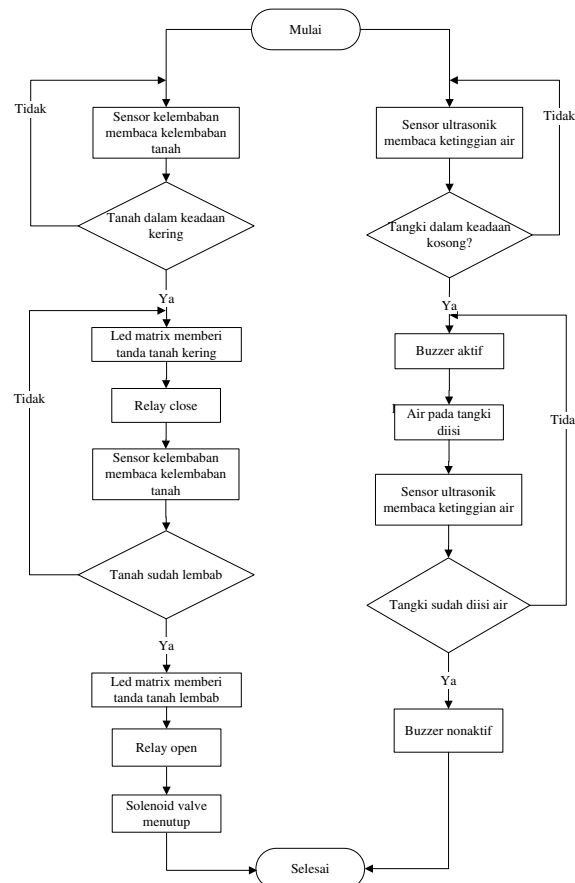 Mulai
Tidak
Sensor kelembaban
membaca kelembaban
tanah
Tanah dalam keadaan
kering
Ya
Led matrix memberi
tanda tanah kering
Tidak
Relay close
Sensor kelembaban
membaca kelembaban
tanah
Tanah sudah lembab
Ya
Led matrix memberi
tanda tanah lembab
Relay open
Solenoid valve
menutup
Tidak
Sensor ultrasonik
membaca ketinggian air
Tangki dalam keadaan
kosong?
Ya
Buzzer aktif
Air pada tangki
diisi
Tida
Sensor ultrasonik
membaca ketinggian air
Tangki sudah diisi air
Ya
Buzzer nonaktif
Selesai